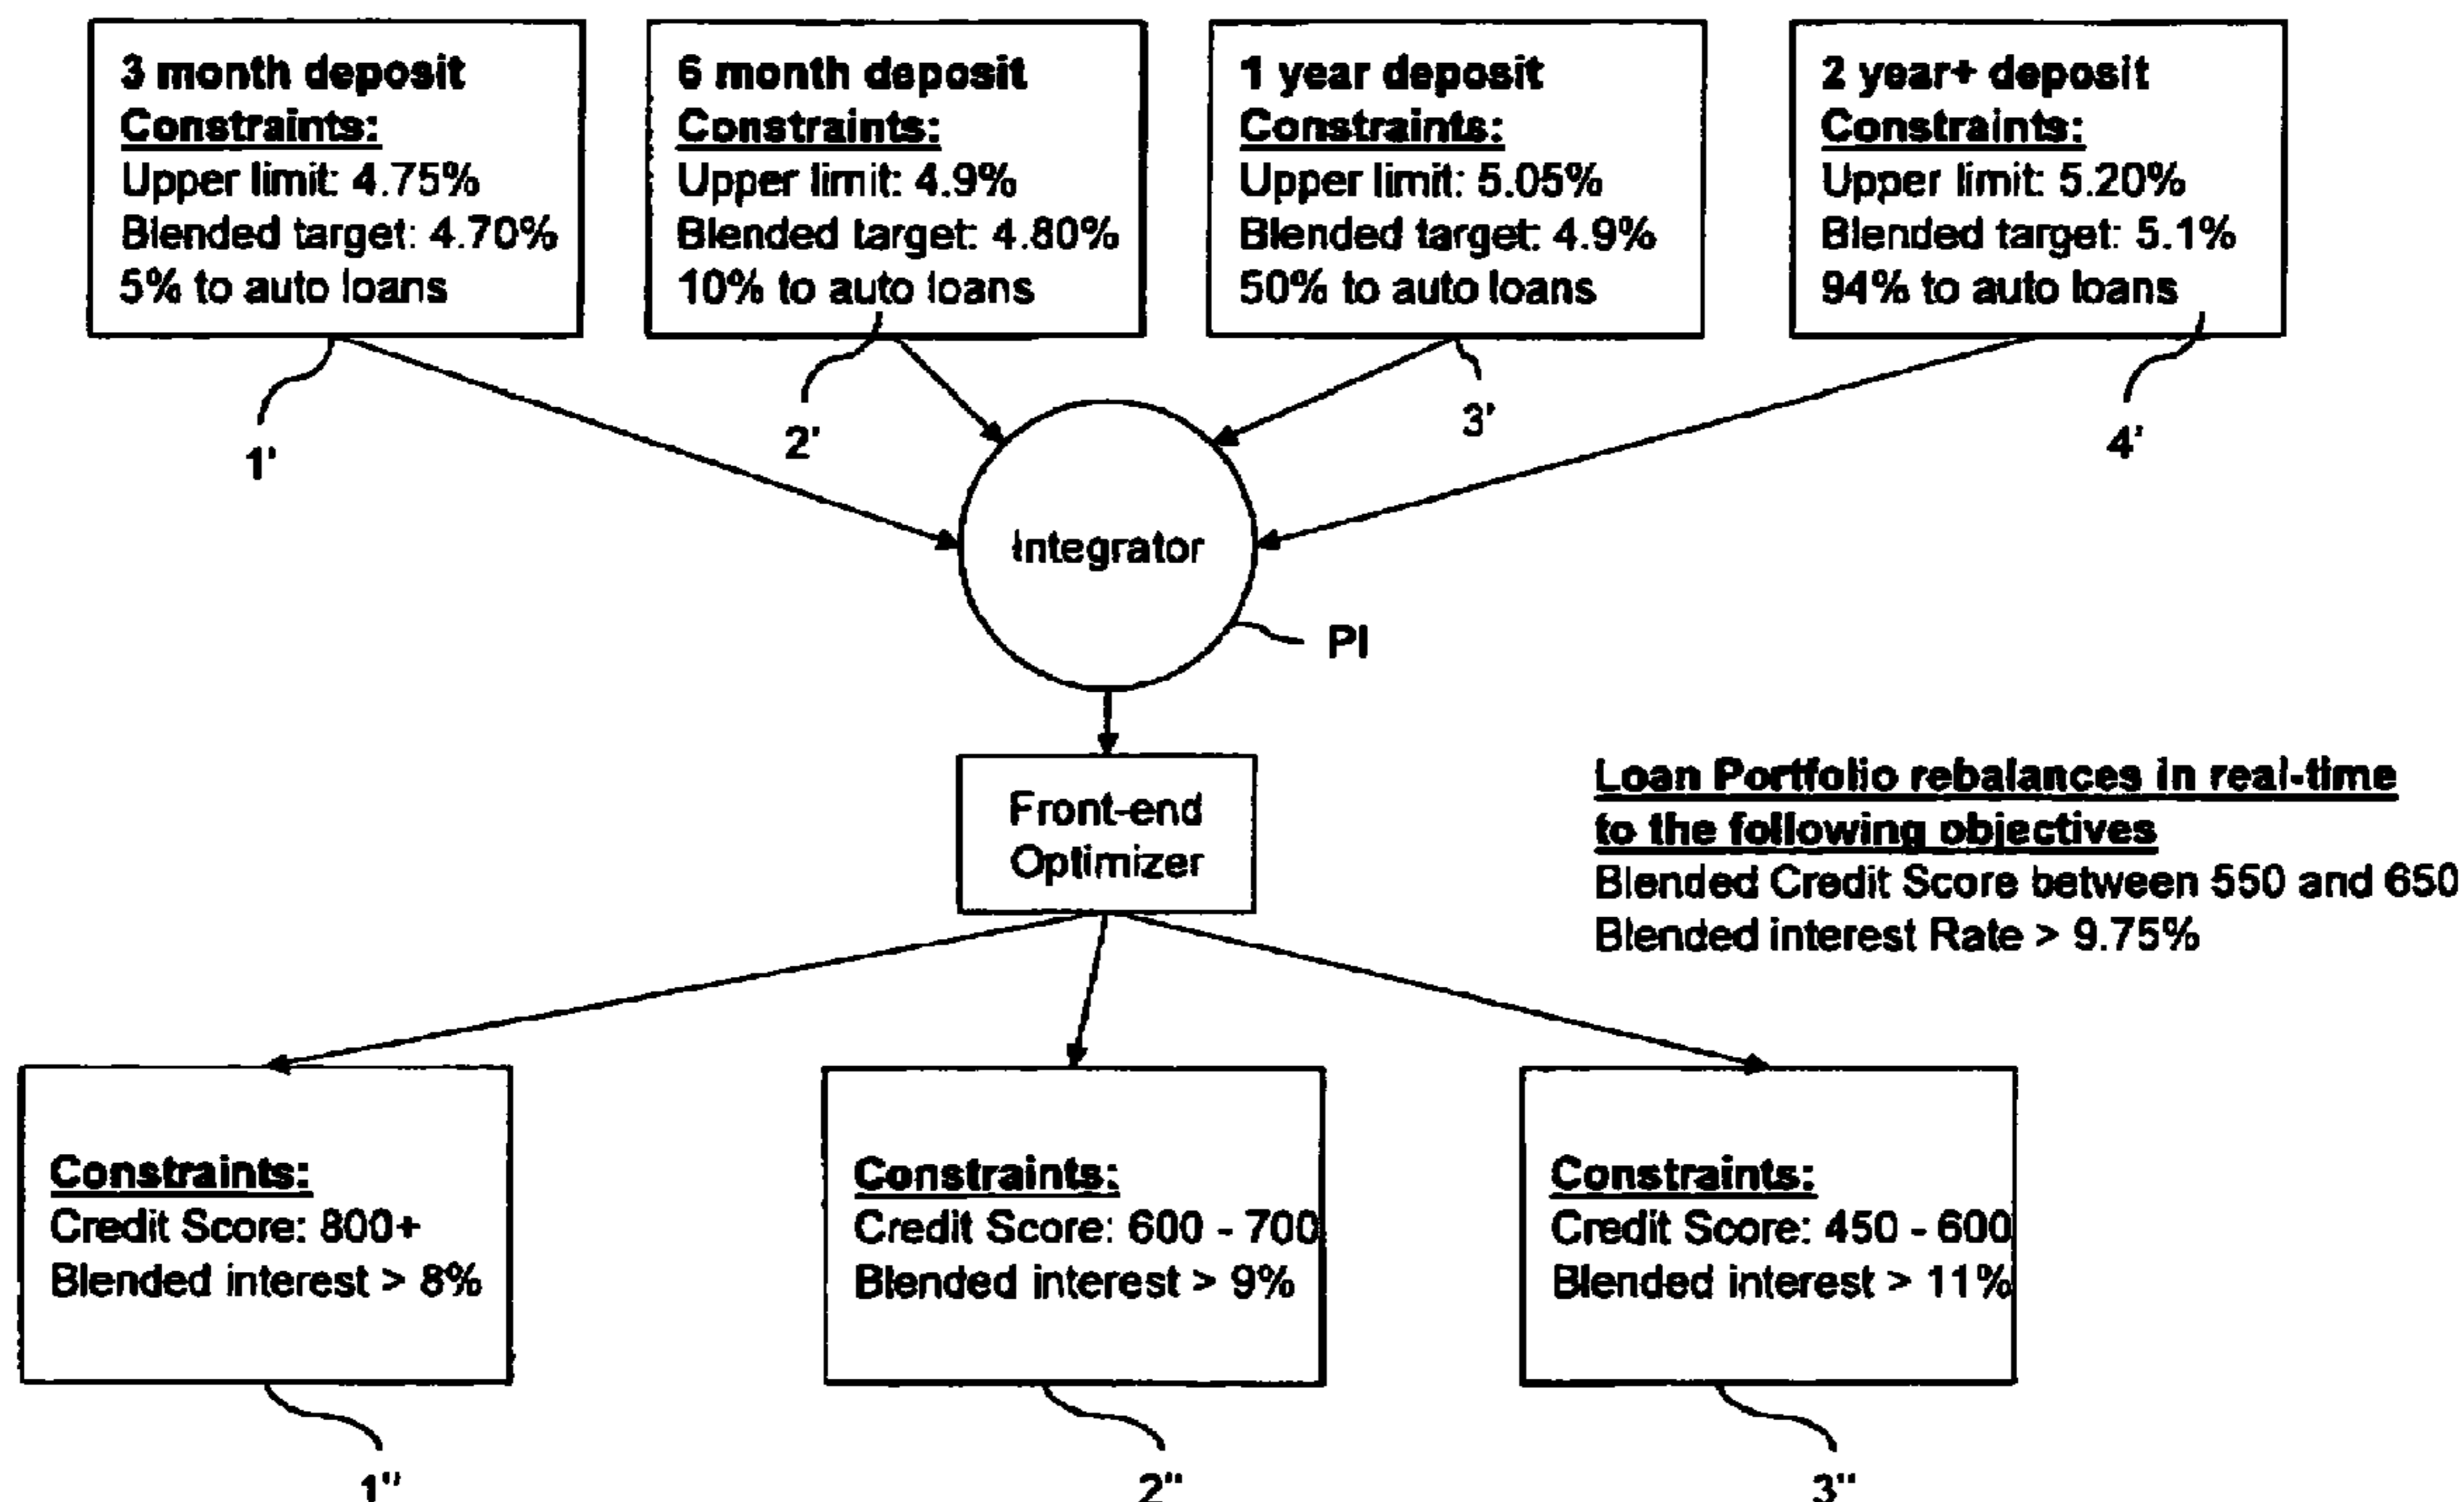 3 month deposit
Constraints:
Upper limit: 4.75%
Blended target: 4.70%
5% to auto loans
6 month deposit
Constraints:
Upper limit: 4.9%
Blended target: 4.80%
10% to auto loans
1 year deposit
Constraints:
Upper limit: 5.05%
Blended target: 4.9%
50% to auto loans
2 year+ deposit
Constraints:
Upper limit: 5.20%
Blended target: 5.1%
94% to auto loans
1'
2'
3'
4'
Integrator
PI
Front-end
Optimizer
Loan Portfolio rebalances in real-time
to the following objectives
Blended Credit Score between 550 and 650
Blended interest Rate > 9.75%
Constraints:
Credit Score: 800+
Blended interest > 8%
Constraints:
Credit Score: 600 - 700
Blended interest > 9%
Constraints:
Credit Score: 450 - 600
Blended interest > 11%
1"
2"
3"